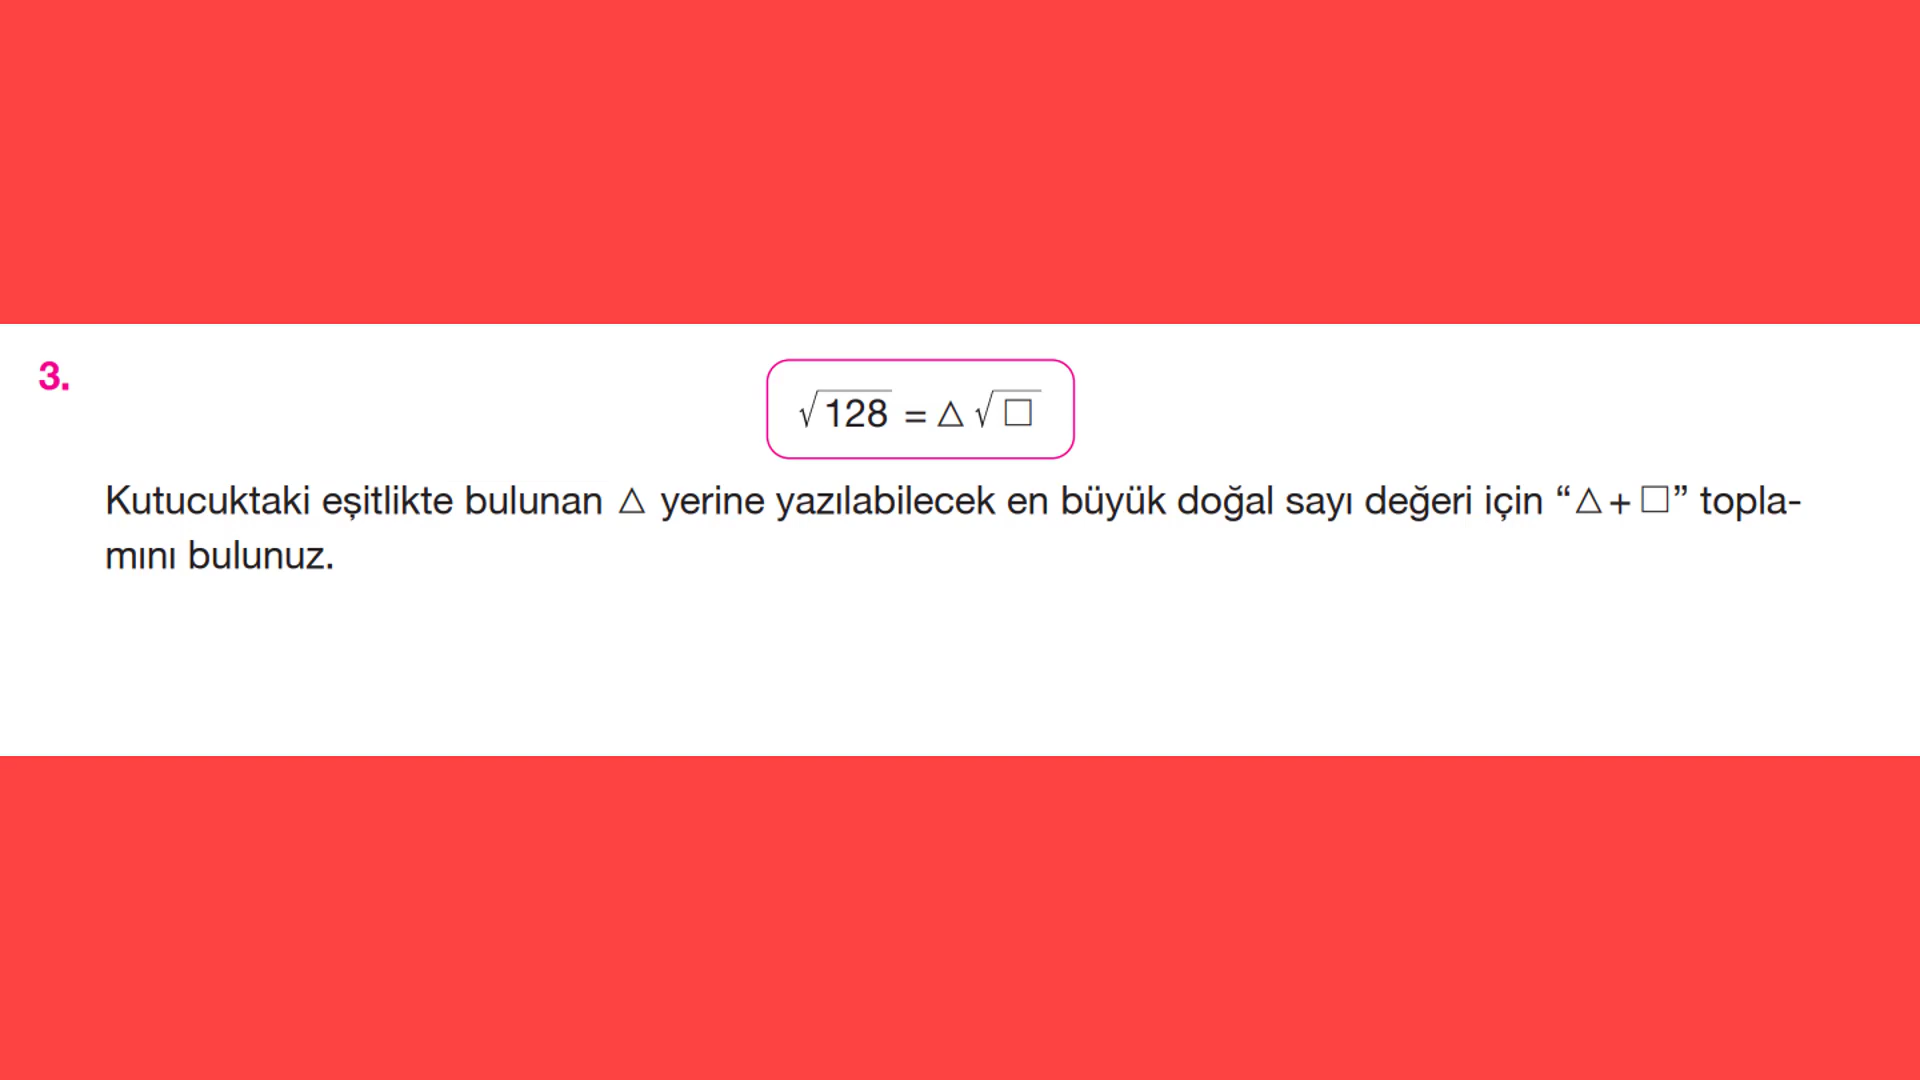 3.
√128 = △√□
Kutucuktaki eşitlikte bulunan △ yerine yazılabilecek en büyük doğal sayı değeri için “△+□” topla-
mını bulunuz.